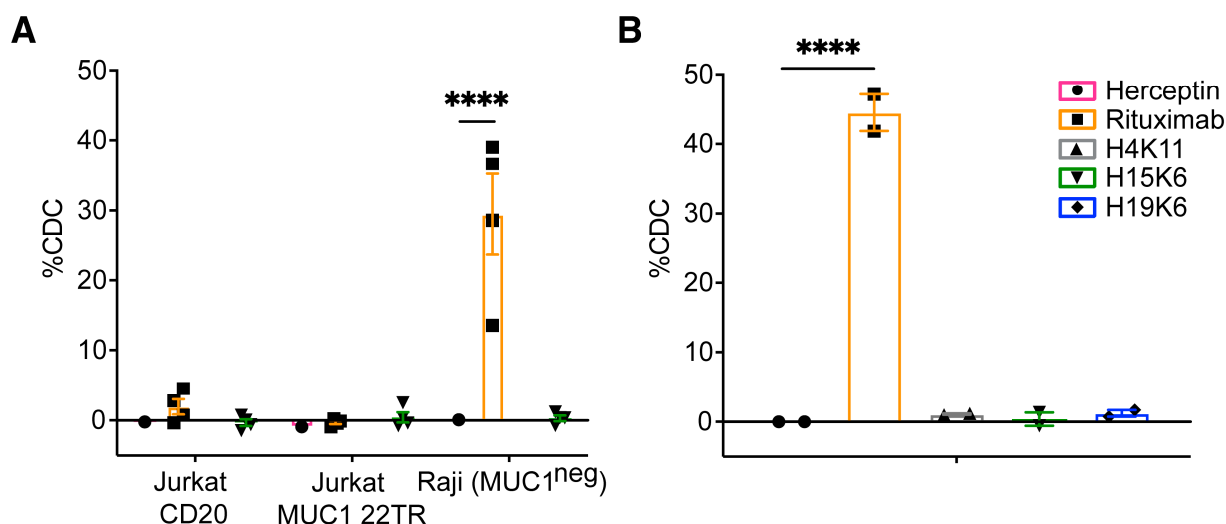 A
****
%CDC
50
40
30
20
10
0
Jurkat
CD20
Jurkat
MUC1 22TR
Raji (MUC1neg)
B
****
%CDC
50
40
30
20
10
0
Herceptin
Rituximab
H4K11
H15K6
H19K6